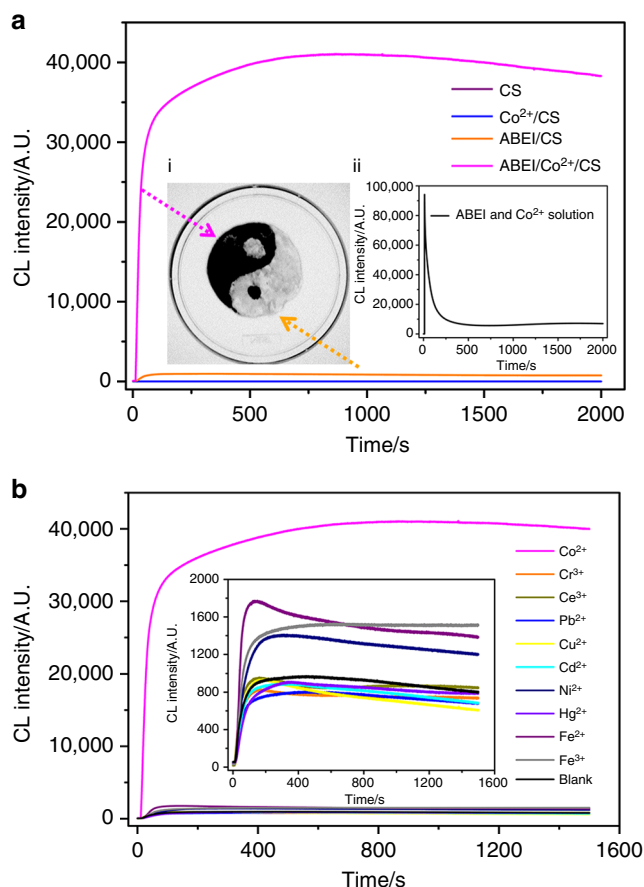 a
40,000
30,000
20,000
10,000
0
CL intensity/A.U.
0 500 1000 1500 2000
Time/s
CS
Co²⁺/CS
ABEI/CS
ABEI/Co²⁺/CS
i
ii
100,000
80,000
60,000
40,000
20,000
0
CL intensity/A.U.
ABEI and Co²⁺ solution
0 500 1000 1500 2000
Time/s
b
40,000
30,000
20,000
10,000
0
CL intensity/A.U.
0 400 800 1200 1600
Time/s
2000
1600
1200
800
400
0
CL intensity/A.U.
0 400 800 1200 1600
Time/s
Co²⁺
Cr³⁺
Ce³⁺
Pb²⁺
Cu²⁺
Cd²⁺
Ni²⁺
Hg²⁺
Fe²⁺
Fe³⁺
Blank